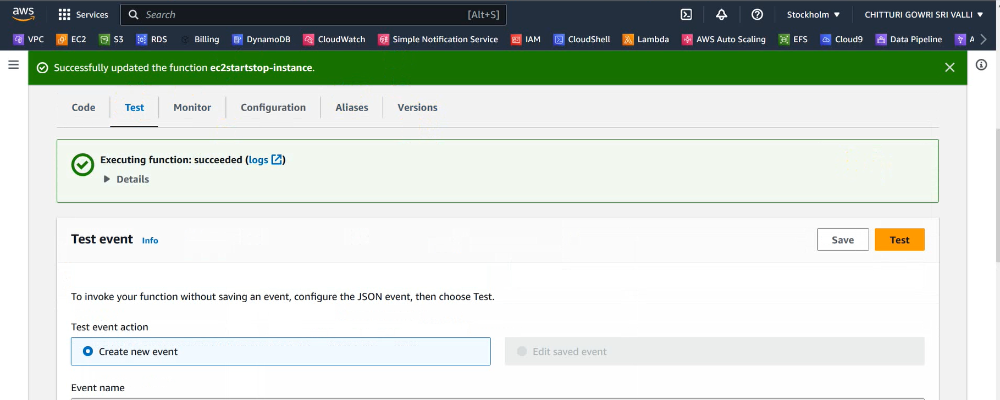 aws Services Search [Alt+S] Stockholm CHITTURI GOWRI SRI VALLI
VPC EC2 S3 RDS Billing DynamoDB CloudWatch Simple Notification Service IAM CloudShell Lambda AWS Auto Scaling EFS Cloud9 Data Pipeline A
Successfully updated the function ec2startstop-instance.
Code Test Monitor Configuration Aliases Versions
Executing function: succeeded (logs)
Details
Test event Info Save Test
To invoke your function without saving an event, configure the JSON event, then choose Test.
Test event action
Create new event Edit saved event
Event name